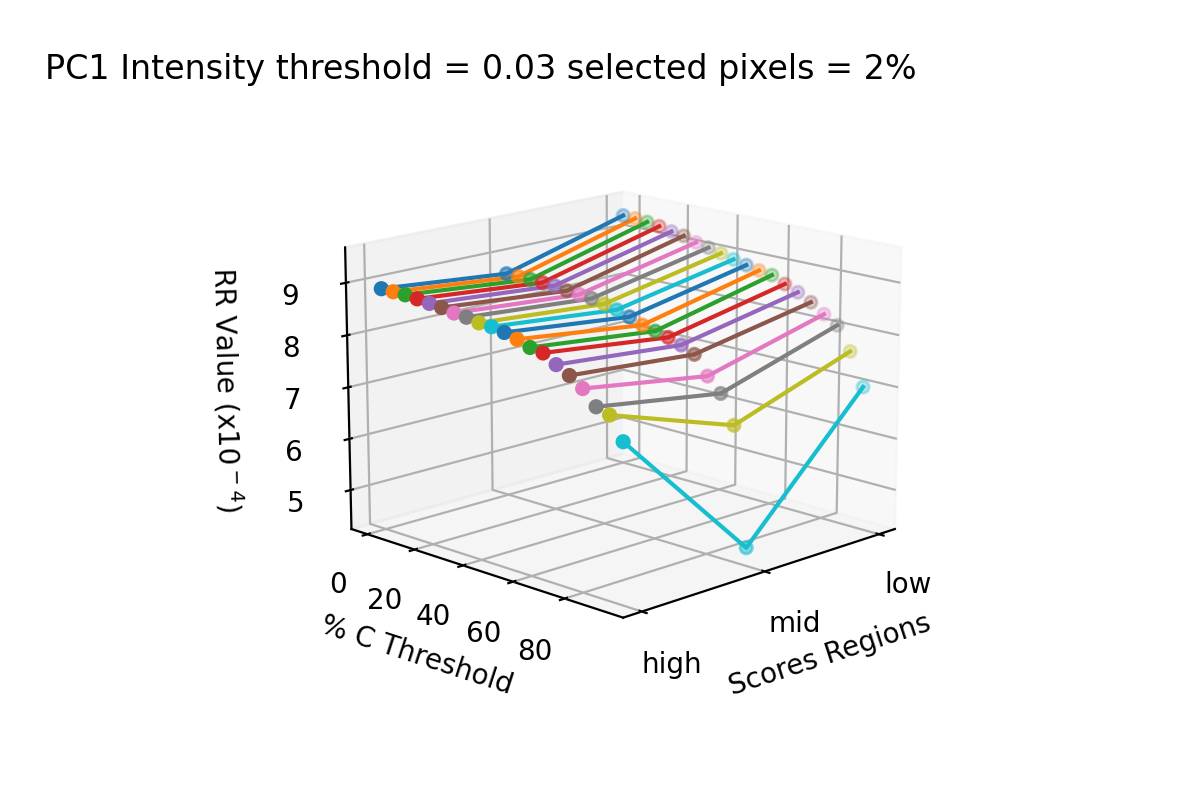 PC1 Intensity threshold = 0.03 selected pixels = 2%
RR Value (x10⁻⁴)
9
8
7
6
5
0
20
40
60
80
% C Threshold
high
mid
low
Scores Regions